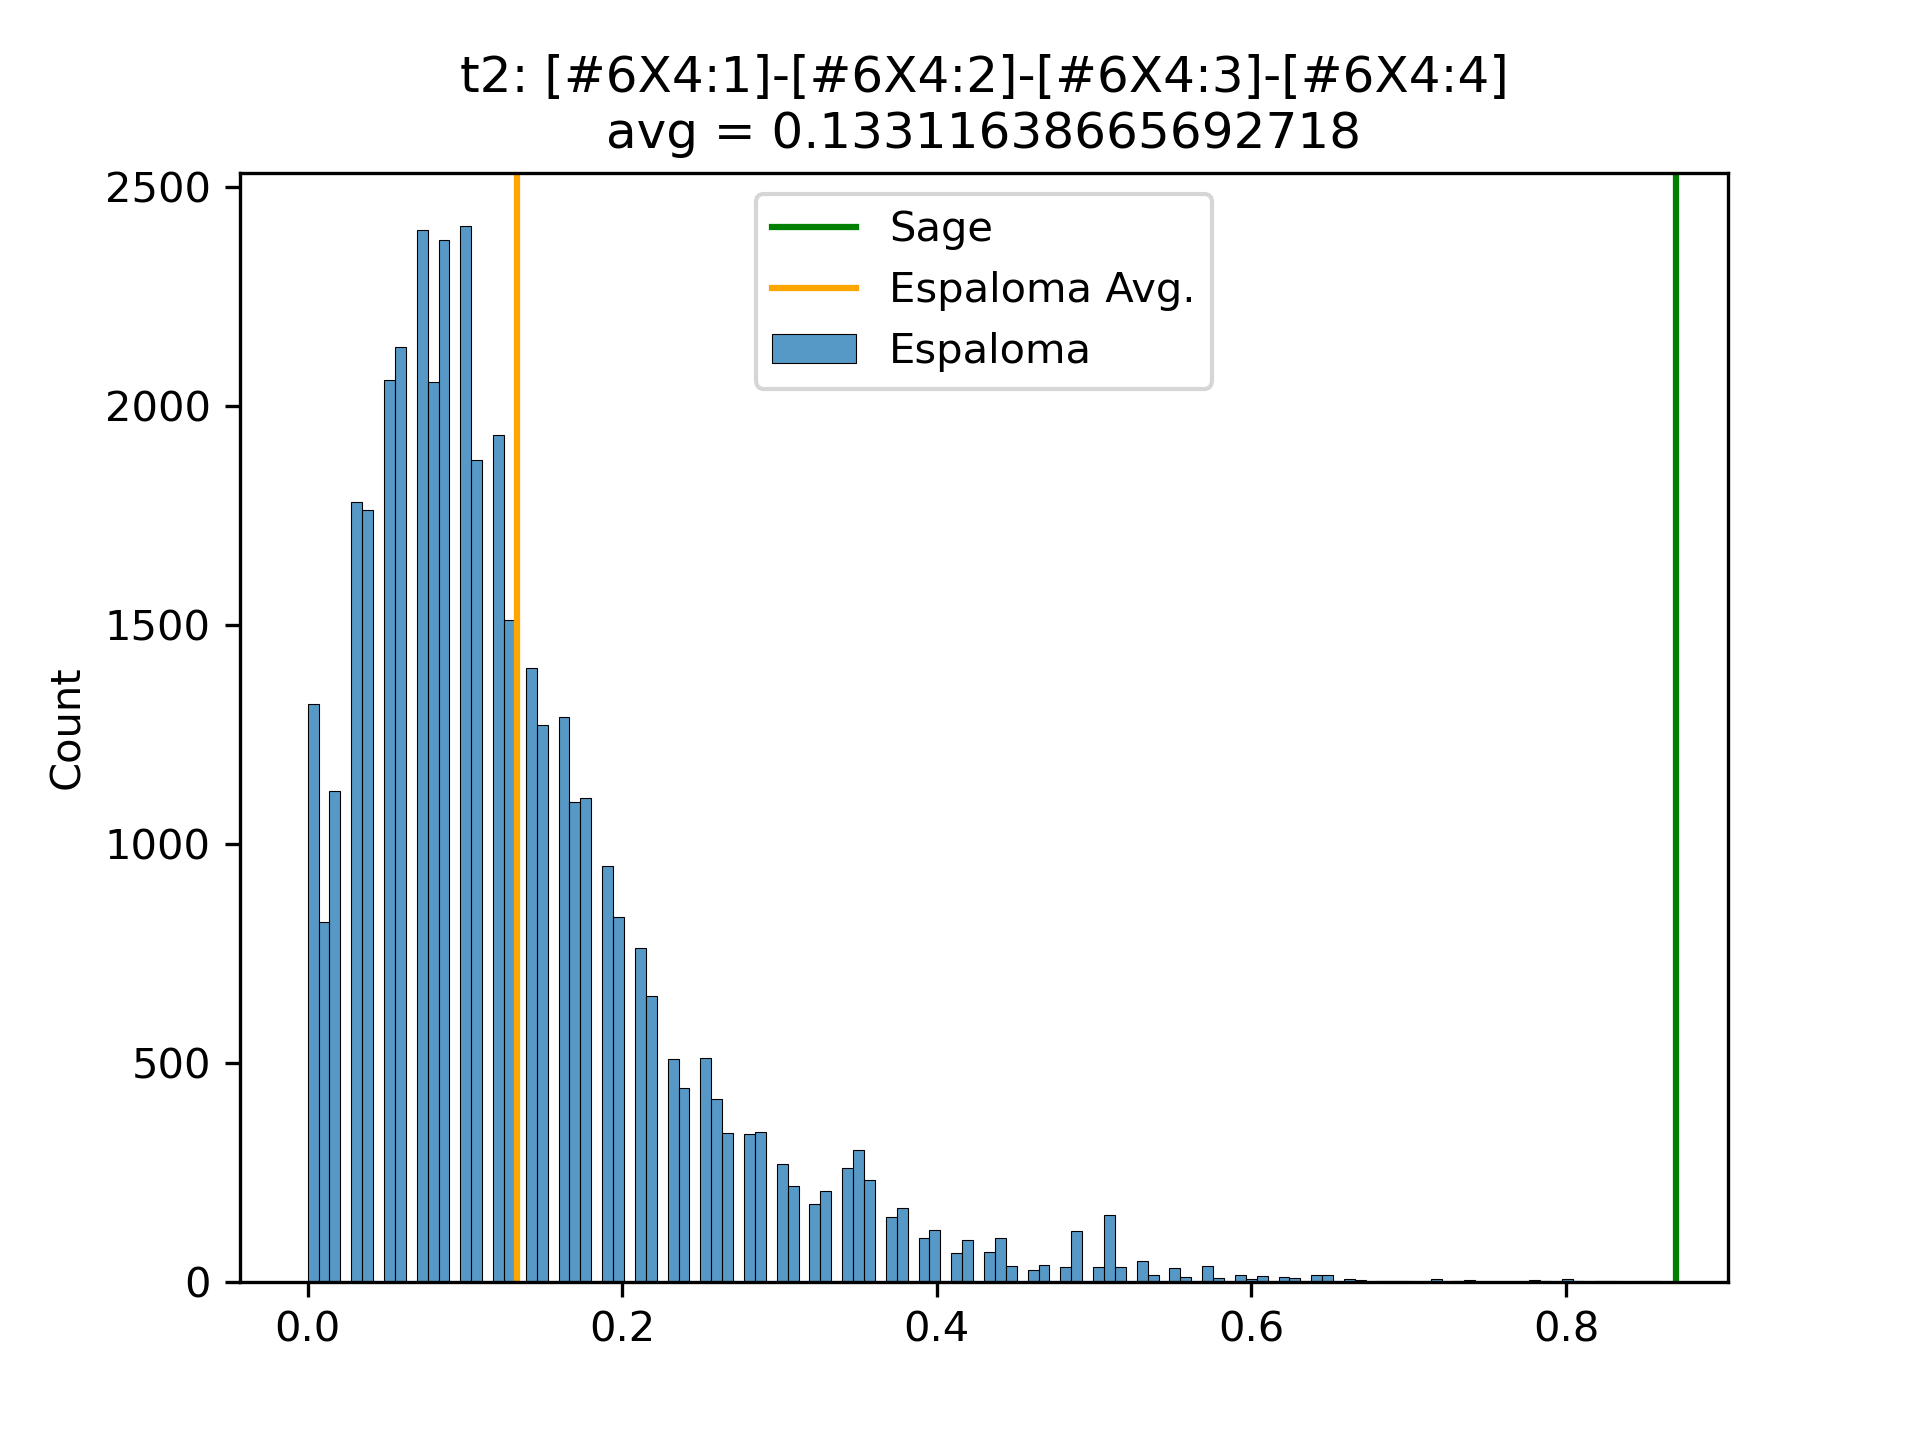 t2: [#6X4:1]-[#6X4:2]-[#6X4:3]-[#6X4:4]
avg = 0.13311638665692718
Sage
Espaloma Avg.
Espaloma
Count
2500
2000
1500
1000
500
0
0.0 0.2 0.4 0.6 0.8